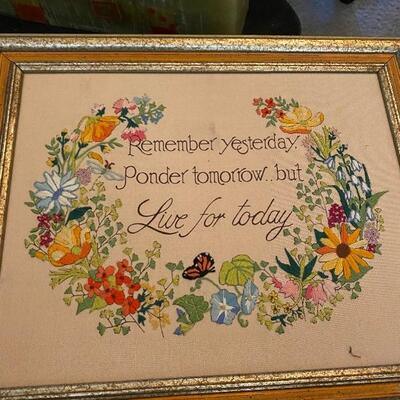 Remember yesterday,
Ponder tomorrow..but
Live for today